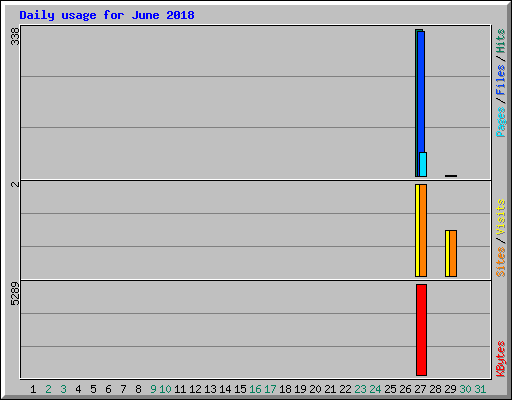 Daily usage for June 2018
338
2
5289
Pages/Files/Hits
Sites/Visits
KBytes
1 2 3 4 5 6 7 8 9 10 11 12 13 14 15 16 17 18 19 20 21 22 23 24 25 26 27 28 29 30 31